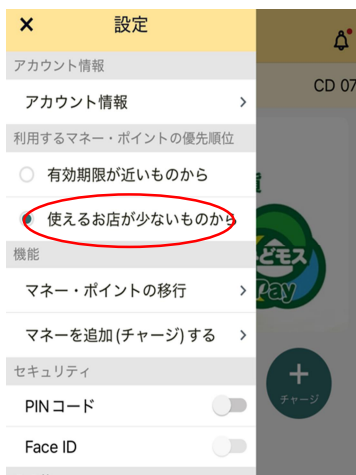 × 設定
アカウント情報
CD 07
アカウント情報 >
利用するマネー・ポイントの優先順位
有効期限が近いものから
使えるお店が少ないものから
機能
どモス
マネー・ポイントの移行 >
Pay
マネーを追加(チャージ)する >
セキュリティ
チャージ
PINコード
Face ID